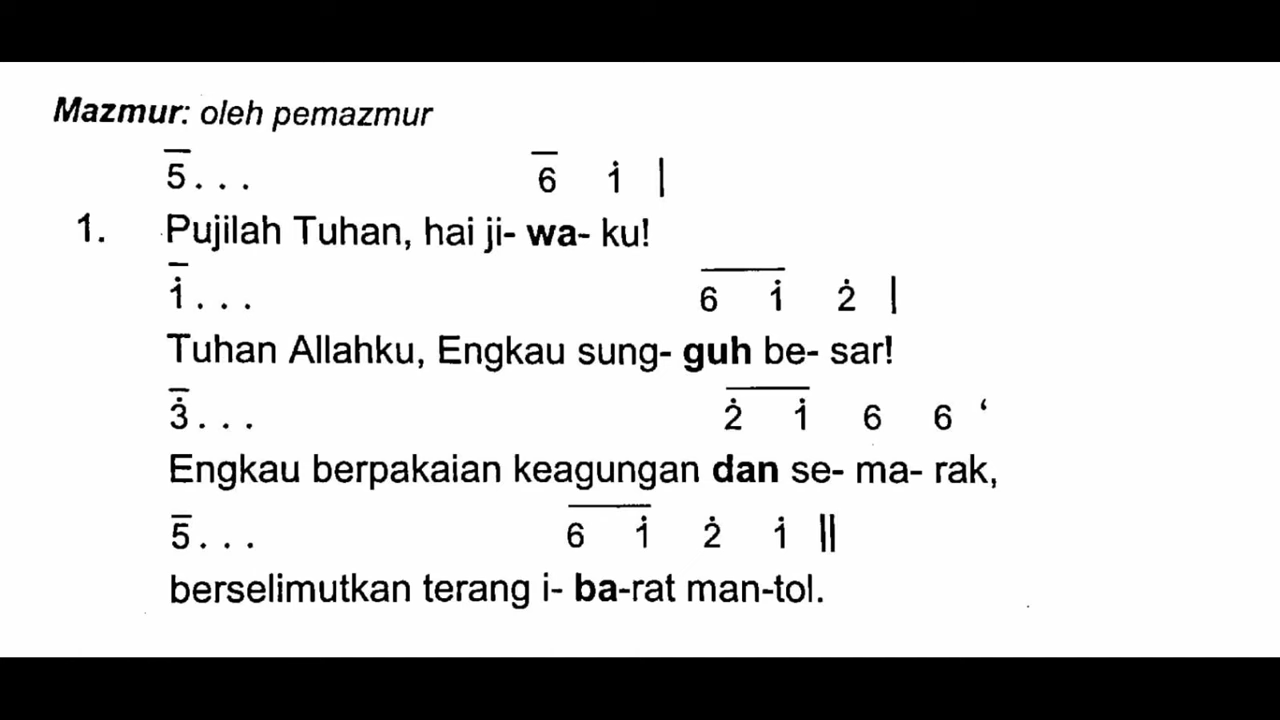 Mazmur: oleh pemazmur
5̅ . . . 6̅ 1̇ |
1. Pujilah Tuhan, hai ji- wa- ku!
1̇̅ . . . 6̅ 1̇̅ 2̇ |
Tuhan Allahku, Engkau sung- guh be- sar!
3̇̅ . . . 2̇̅ 1̇̅ 6 6 ‘
Engkau berpakaian keagungan dan se- ma- rak,
5̅ . . . 6̅ 1̇̅ 2̇ 1̇ ||
berselimutkan terang i- ba-rat man-tol.